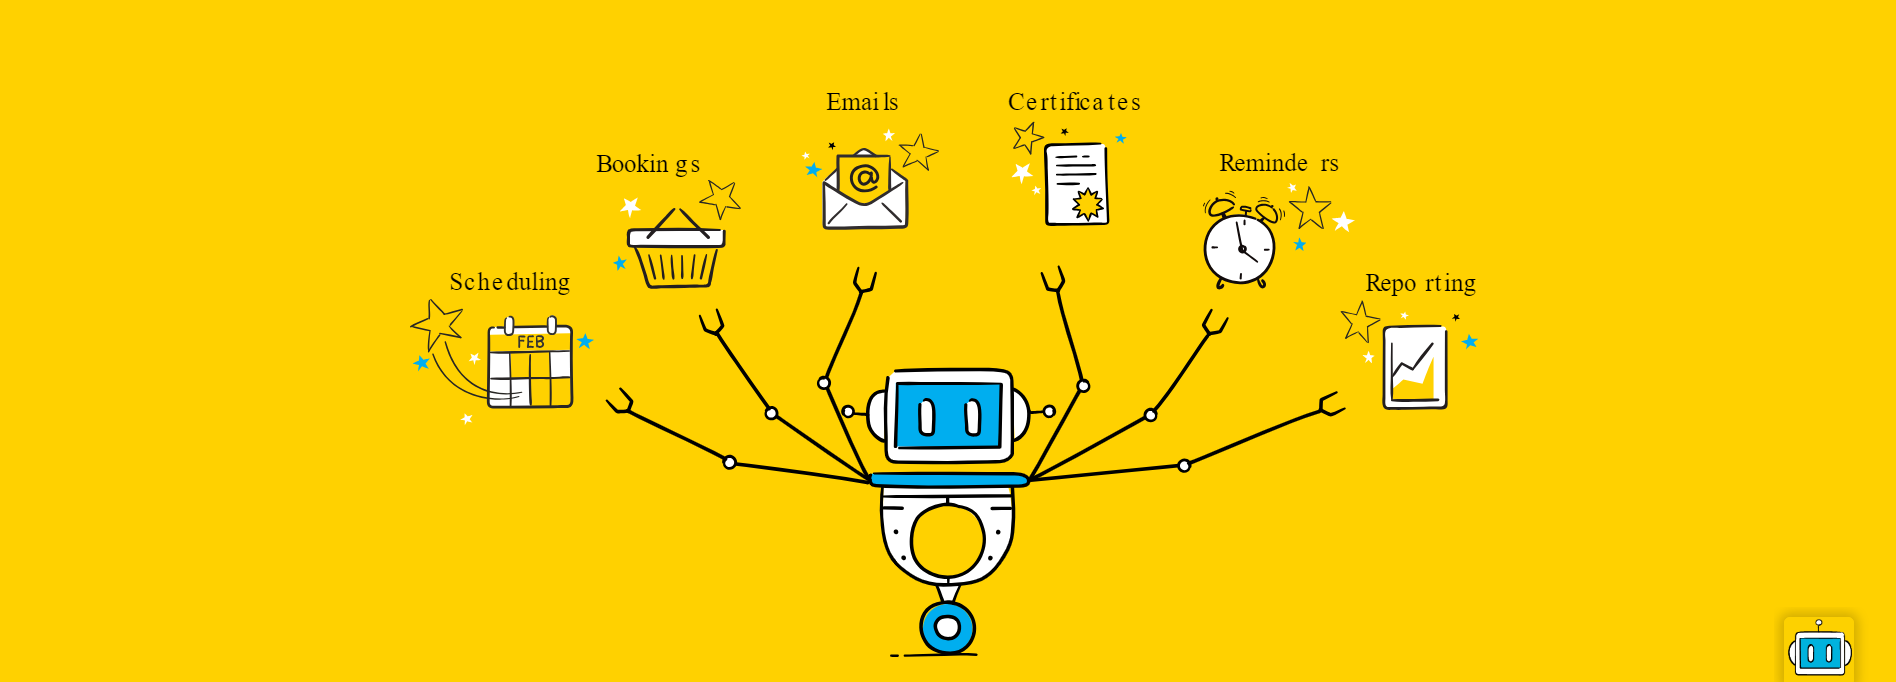 Scheduling
Bookings
Emails
Certificates
Reminders
Reporting
FEB
@